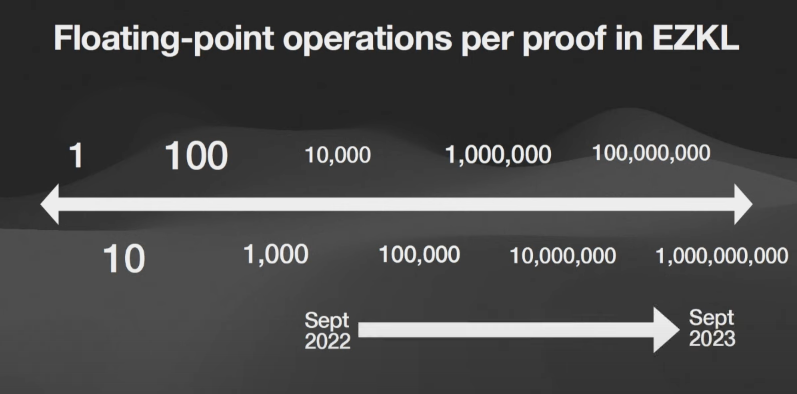 Floating-point operations per proof in EZKL
1 100 10,000 1,000,000 100,000,000
10 1,000 100,000 10,000,000 1,000,000,000
Sept
2022
Sept
2023